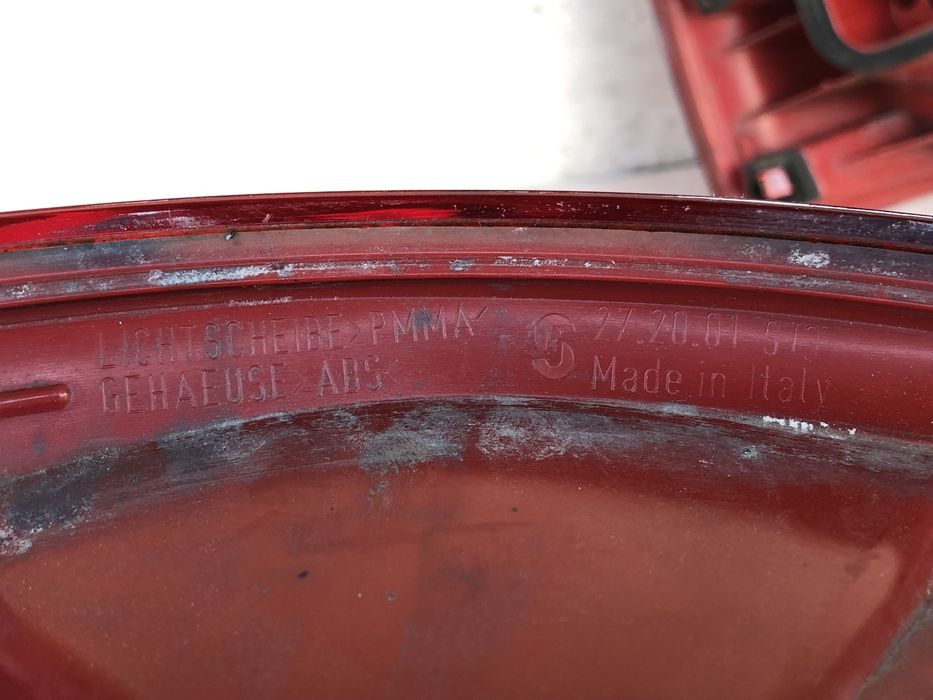 LICHTSCHEIBE>PMMA<
GEHAEUSE>ABS<
27.20.01
Made in Italy